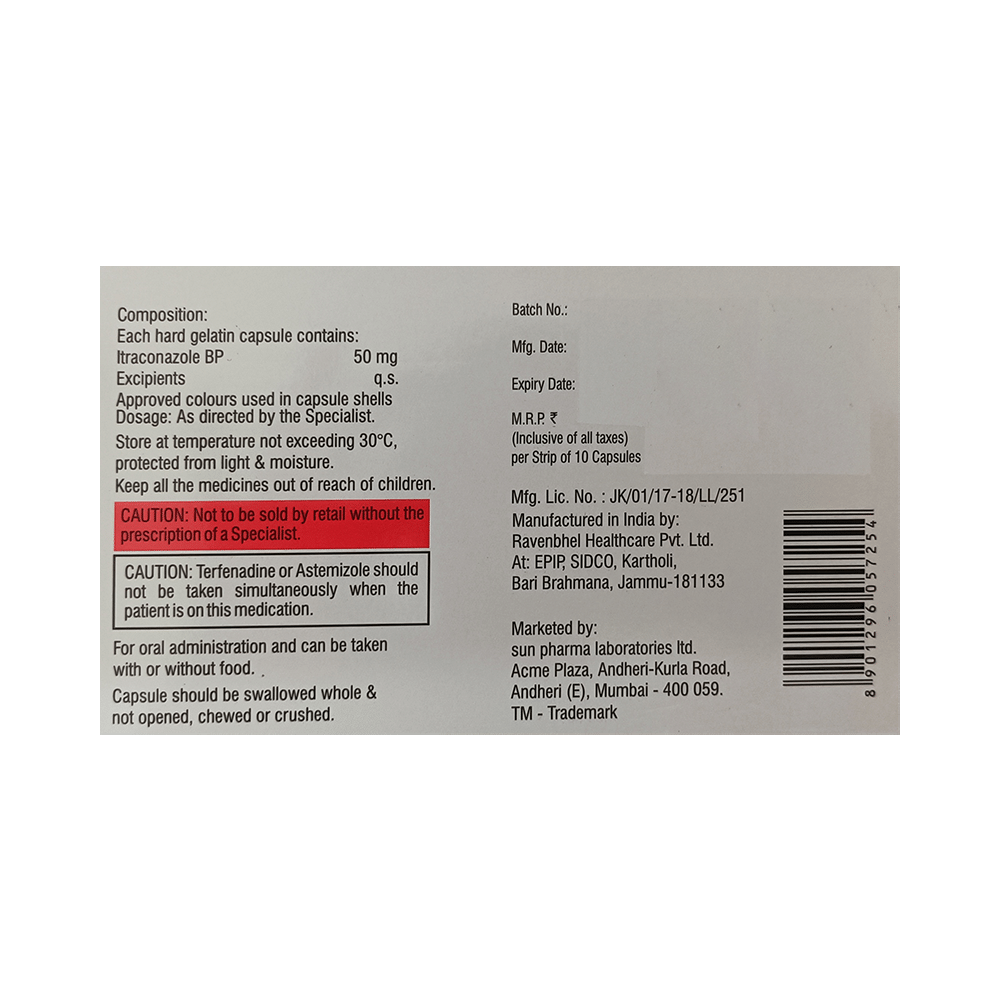 Composition:
Each hard gelatin capsule contains:
Itraconazole BP 50 mg
Excipients q.s.
Approved colours used in capsule shells
Dosage: As directed by the Specialist.
Store at temperature not exceeding 30°C,
protected from light & moisture.
Keep all the medicines out of reach of children.
CAUTION: Not to be sold by retail without the
prescription of a Specialist.
CAUTION: Terfenadine or Astemizole should
not be taken simultaneously when the
patient is on this medication.
For oral administration and can be taken
with or without food.
Capsule should be swallowed whole &
not opened, chewed or crushed.
Batch No.:
Mfg. Date:
Expiry Date:
M.R.P. ₹
(Inclusive of all taxes)
per Strip of 10 Capsules
Mfg. Lic. No. : JK/01/17-18/LL/251
Manufactured in India by:
Ravenbhel Healthcare Pvt. Ltd.
At: EPIP, SIDCO, Kartholi,
Bari Brahmana, Jammu-181133
Marketed by:
sun pharma laboratories ltd.
Acme Plaza, Andheri-Kurla Road,
Andheri (E), Mumbai - 400 059.
TM - Trademark
8 901296 057254